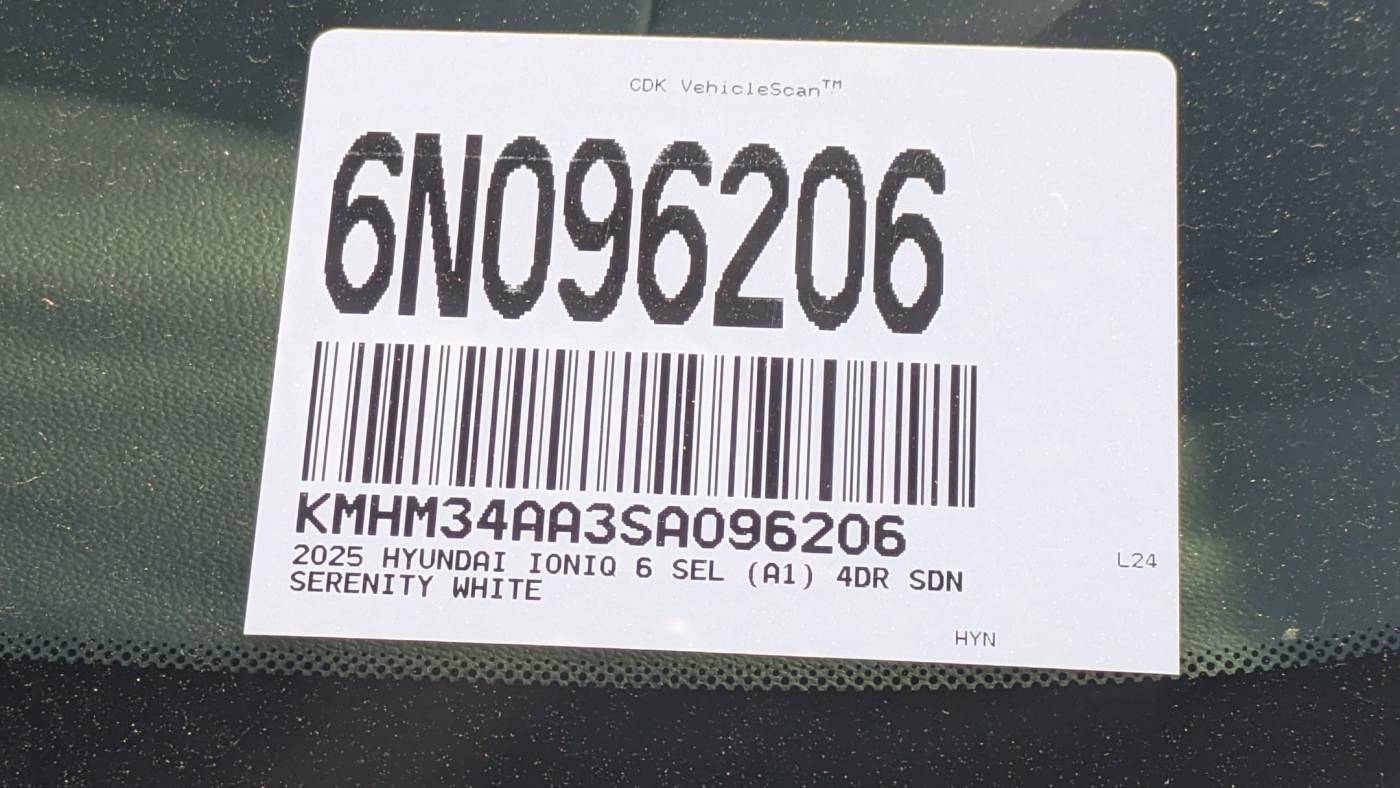 CDK VehicleScan™
6N096206
KMHM34AA3SA096206
2025 HYUNDAI IONIQ 6 SEL (A1) 4DR SDN
SERENITY WHITE
L24
HYN